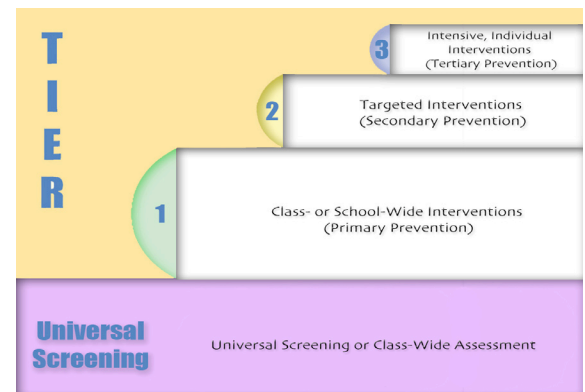 TIER
3
Intensive, Individual
Interventions
(Tertiary Prevention)
2
Targeted Interventions
(Secondary Prevention)
1
Class- or School-Wide Interventions
(Primary Prevention)
Universal
Screening
Universal Screening or Class-Wide Assessment